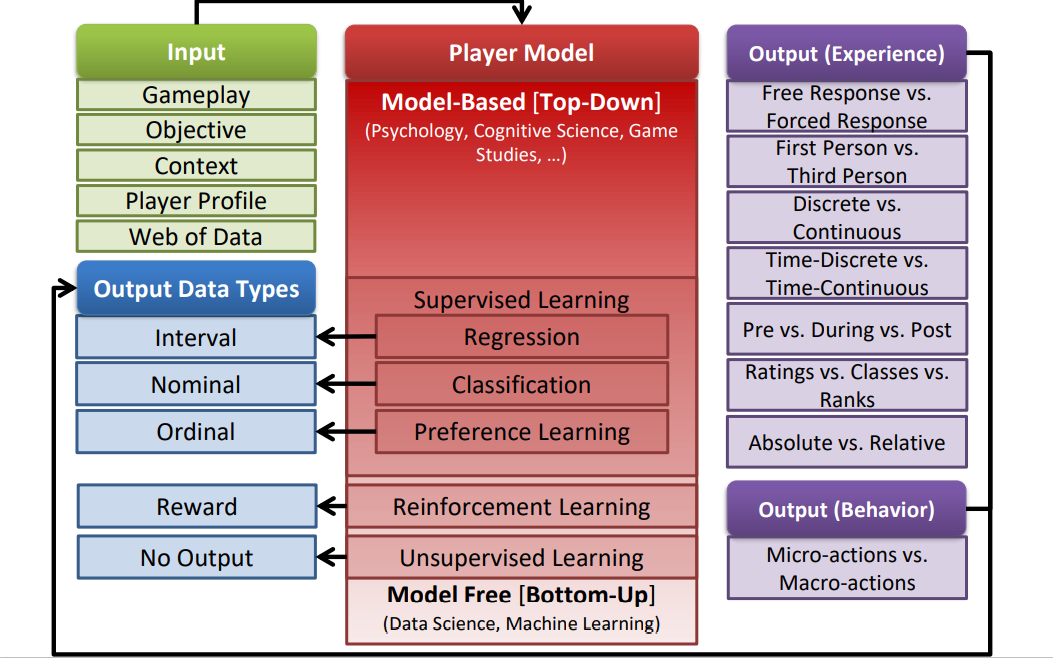 Input
Gameplay
Objective
Context
Player Profile
Web of Data
Output Data Types
Interval
Nominal
Ordinal
Reward
No Output
Player Model
Model-Based [Top-Down]
(Psychology, Cognitive Science, Game
Studies, ...)
Supervised Learning
Regression
Classification
Preference Learning
Reinforcement Learning
Unsupervised Learning
Model Free [Bottom-Up]
(Data Science, Machine Learning)
Output (Experience)
Free Response vs.
Forced Response
First Person vs.
Third Person
Discrete vs.
Continuous
Time-Discrete vs.
Time-Continuous
Pre vs. During vs. Post
Ratings vs. Classes vs.
Ranks
Absolute vs. Relative
Output (Behavior)
Micro-actions vs.
Macro-actions